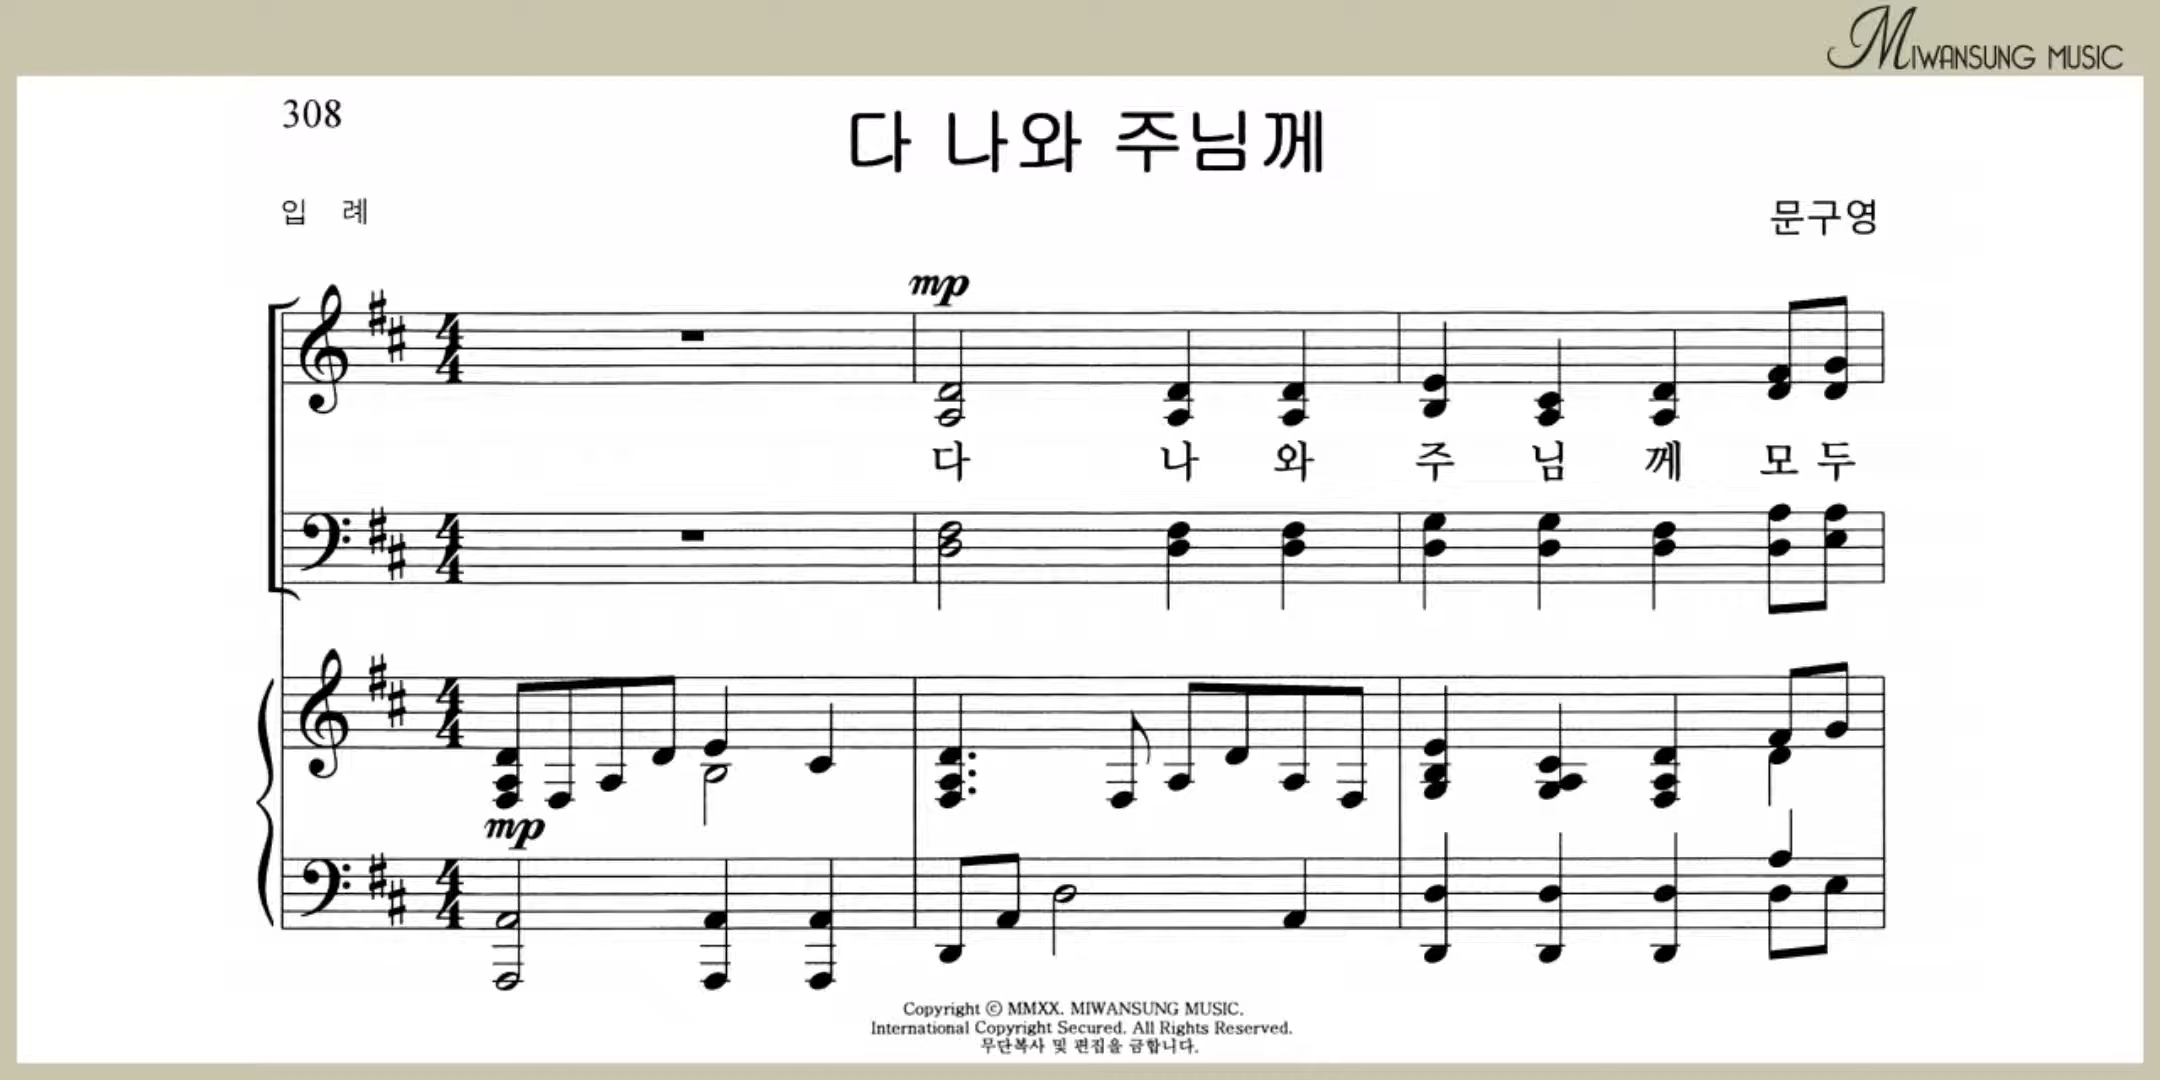 MIWANSUNG MUSIC
308
다 나와 주님께
입 례
문구영
mp
다 나 와 주 님 께 모 두
mp
Copyright ⓒ MMXX. MIWANSUNG MUSIC.
International Copyright Secured. All Rights Reserved.
무단복사 및 편집을 금합니다.